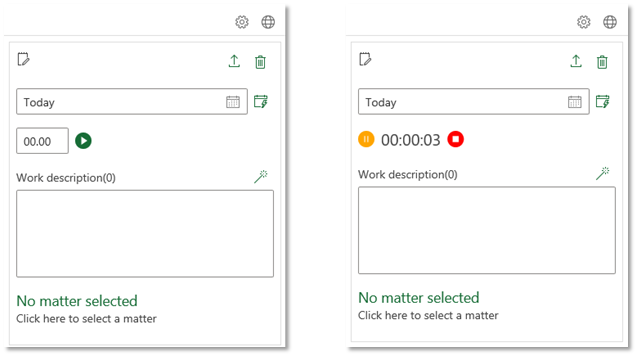 Today
00.00
Work description(0)
No matter selected
Click here to select a matter
Today
00:00:03
Work description(0)
No matter selected
Click here to select a matter